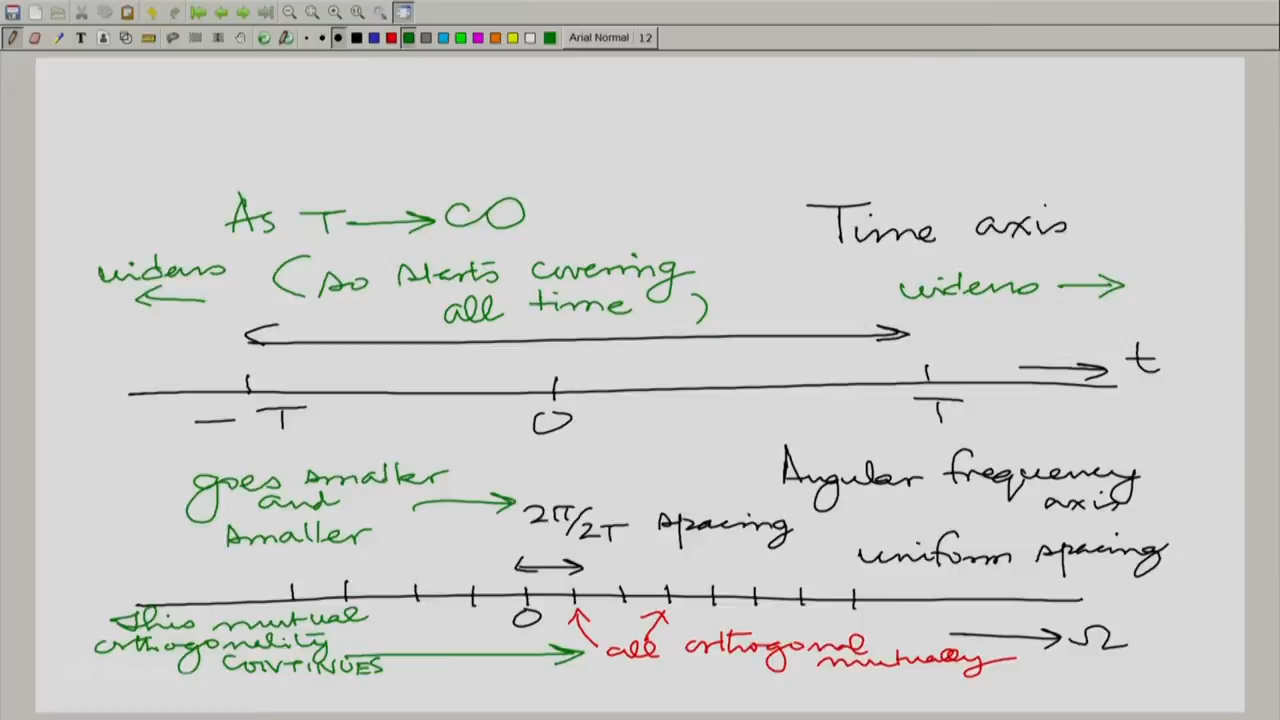 Arial Normal 12
As T → ∞
Time axis
widens ←
(so starts covering
all time)
widens →
t
– T
0
T
goes smaller
and
smaller
2π/2T spacing
Angular frequency
axis
uniform spacing
0
This mutual
orthogonality
CONTINUES
all orthogonal
mutually
Ω